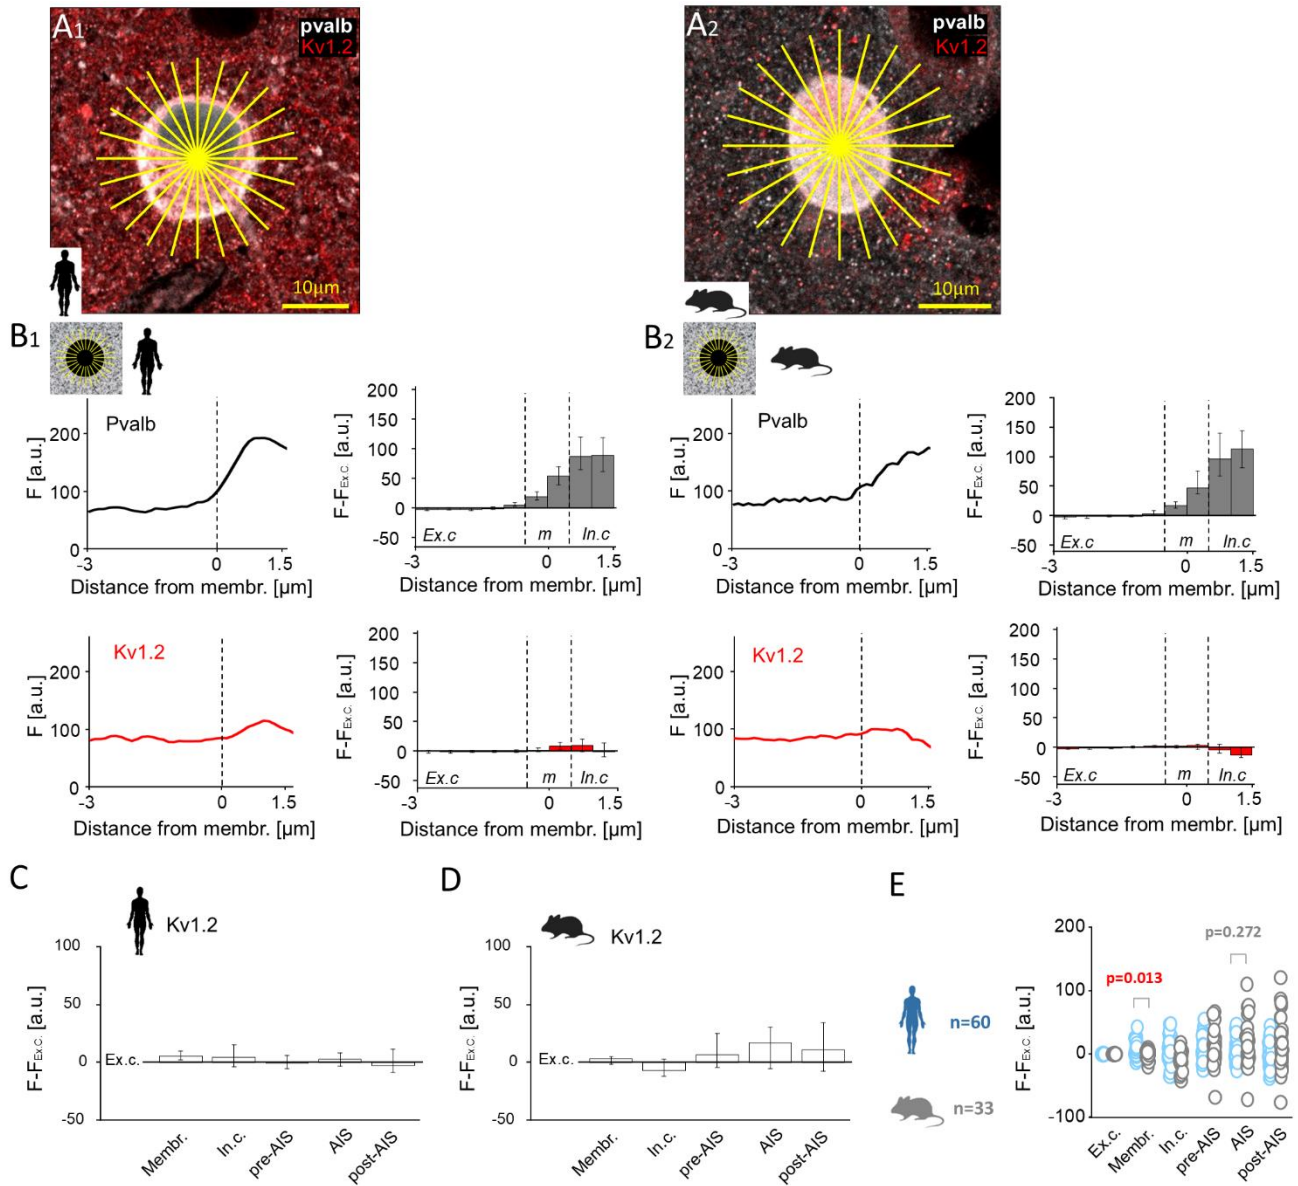 A1
pvalb
Kv1.2
10µm
A2
pvalb
Kv1.2
10µm
B1
Pvalb
F [a.u.]
200
100
0
-3
0
1.5
Distance from membr. [µm]
F-FEx.C. [a.u.]
200
150
100
50
0
-50
Ex.c
m
In.c
-3
0
1.5
Distance from membr. [µm]
B2
Pvalb
F [a.u.]
200
100
0
-3
0
1.5
Distance from membr. [µm]
F-FEx.C. [a.u.]
200
150
100
50
0
-50
Ex.c
m
In.c
-3
0
1.5
Distance from membr. [µm]
Kv1.2
F [a.u.]
200
100
0
-3
0
1.5
Distance from membr. [µm]
F-FEx.C. [a.u.]
200
150
100
50
0
-50
Ex.c
m
In.c
-3
0
1.5
Distance from membr. [µm]
Kv1.2
F [a.u.]
200
100
0
-3
0
1.5
Distance from membr. [µm]
F-FEx.C. [a.u.]
200
150
100
50
0
-50
Ex.c
m
In.c
-3
0
1.5
Distance from membr. [µm]
C
Kv1.2
F-FEx.C. [a.u.]
100
50
0
-50
Ex.c.
Membr.
In.c.
pre-AIS
AIS
post-AIS
D
Kv1.2
F-FEx.C. [a.u.]
100
50
0
-50
Ex.c.
Membr.
In.c.
pre-AIS
AIS
post-AIS
E
n=60
n=33
F-FEx.C. [a.u.]
200
100
0
-100
p=0.013
p=0.272
Ex.c.
Membr.
In.c.
pre-AIS
AIS
post-AIS